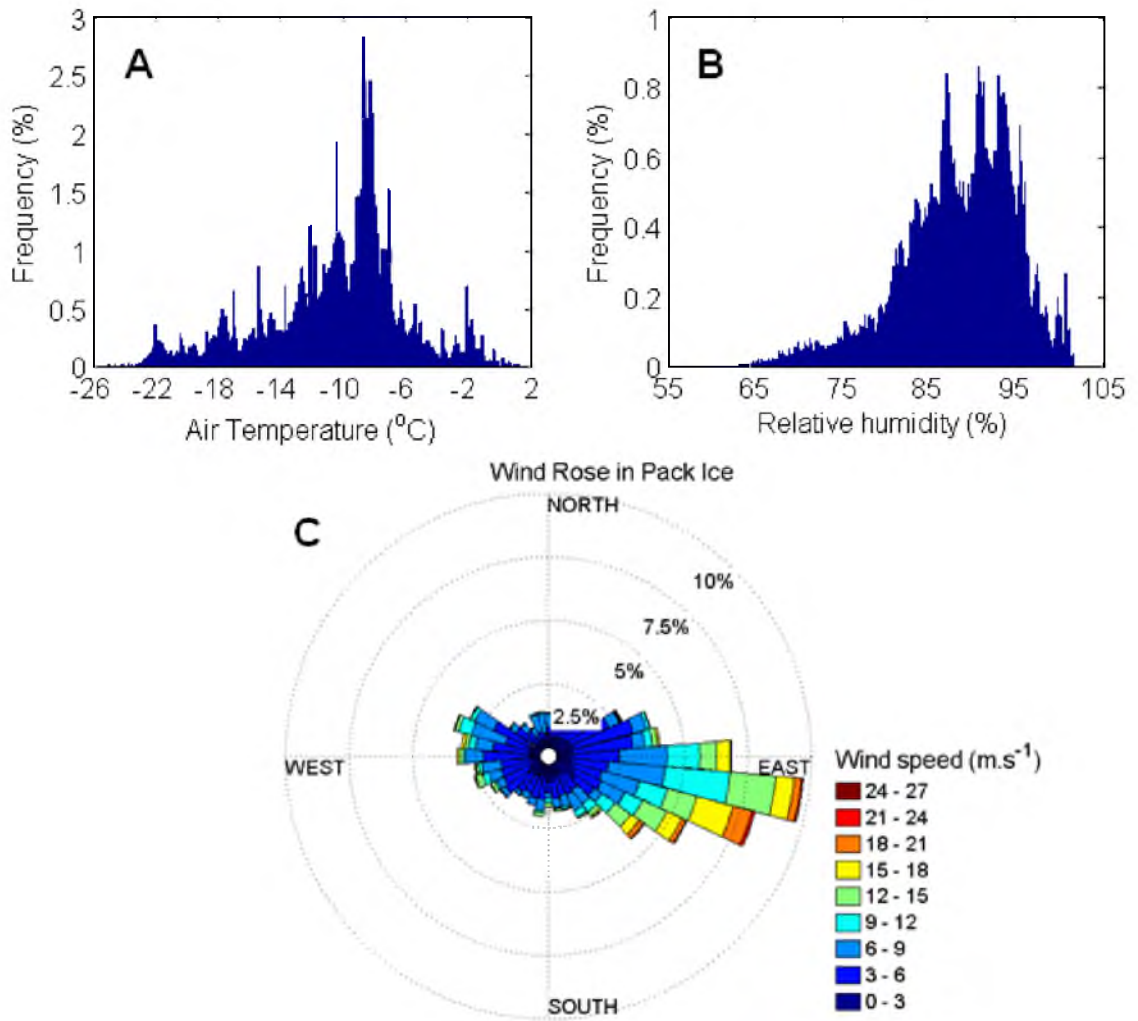 A
Frequency (%)
3
2.5
2
1.5
1
0.5
0
-26 -22 -18 -14 -10 -6 -2 2
Air Temperature (°C)
B
Frequency (%)
1
0.8
0.6
0.4
0.2
0
55 65 75 85 95 105
Relative humidity (%)
Wind Rose in Pack Ice
C
NORTH
10%
7.5%
5%
2.5%
WEST
EAST
SOUTH
Wind speed (m.s⁻¹)
24 - 27
21 - 24
18 - 21
15 - 18
12 - 15
9 - 12
6 - 9
3 - 6
0 - 3